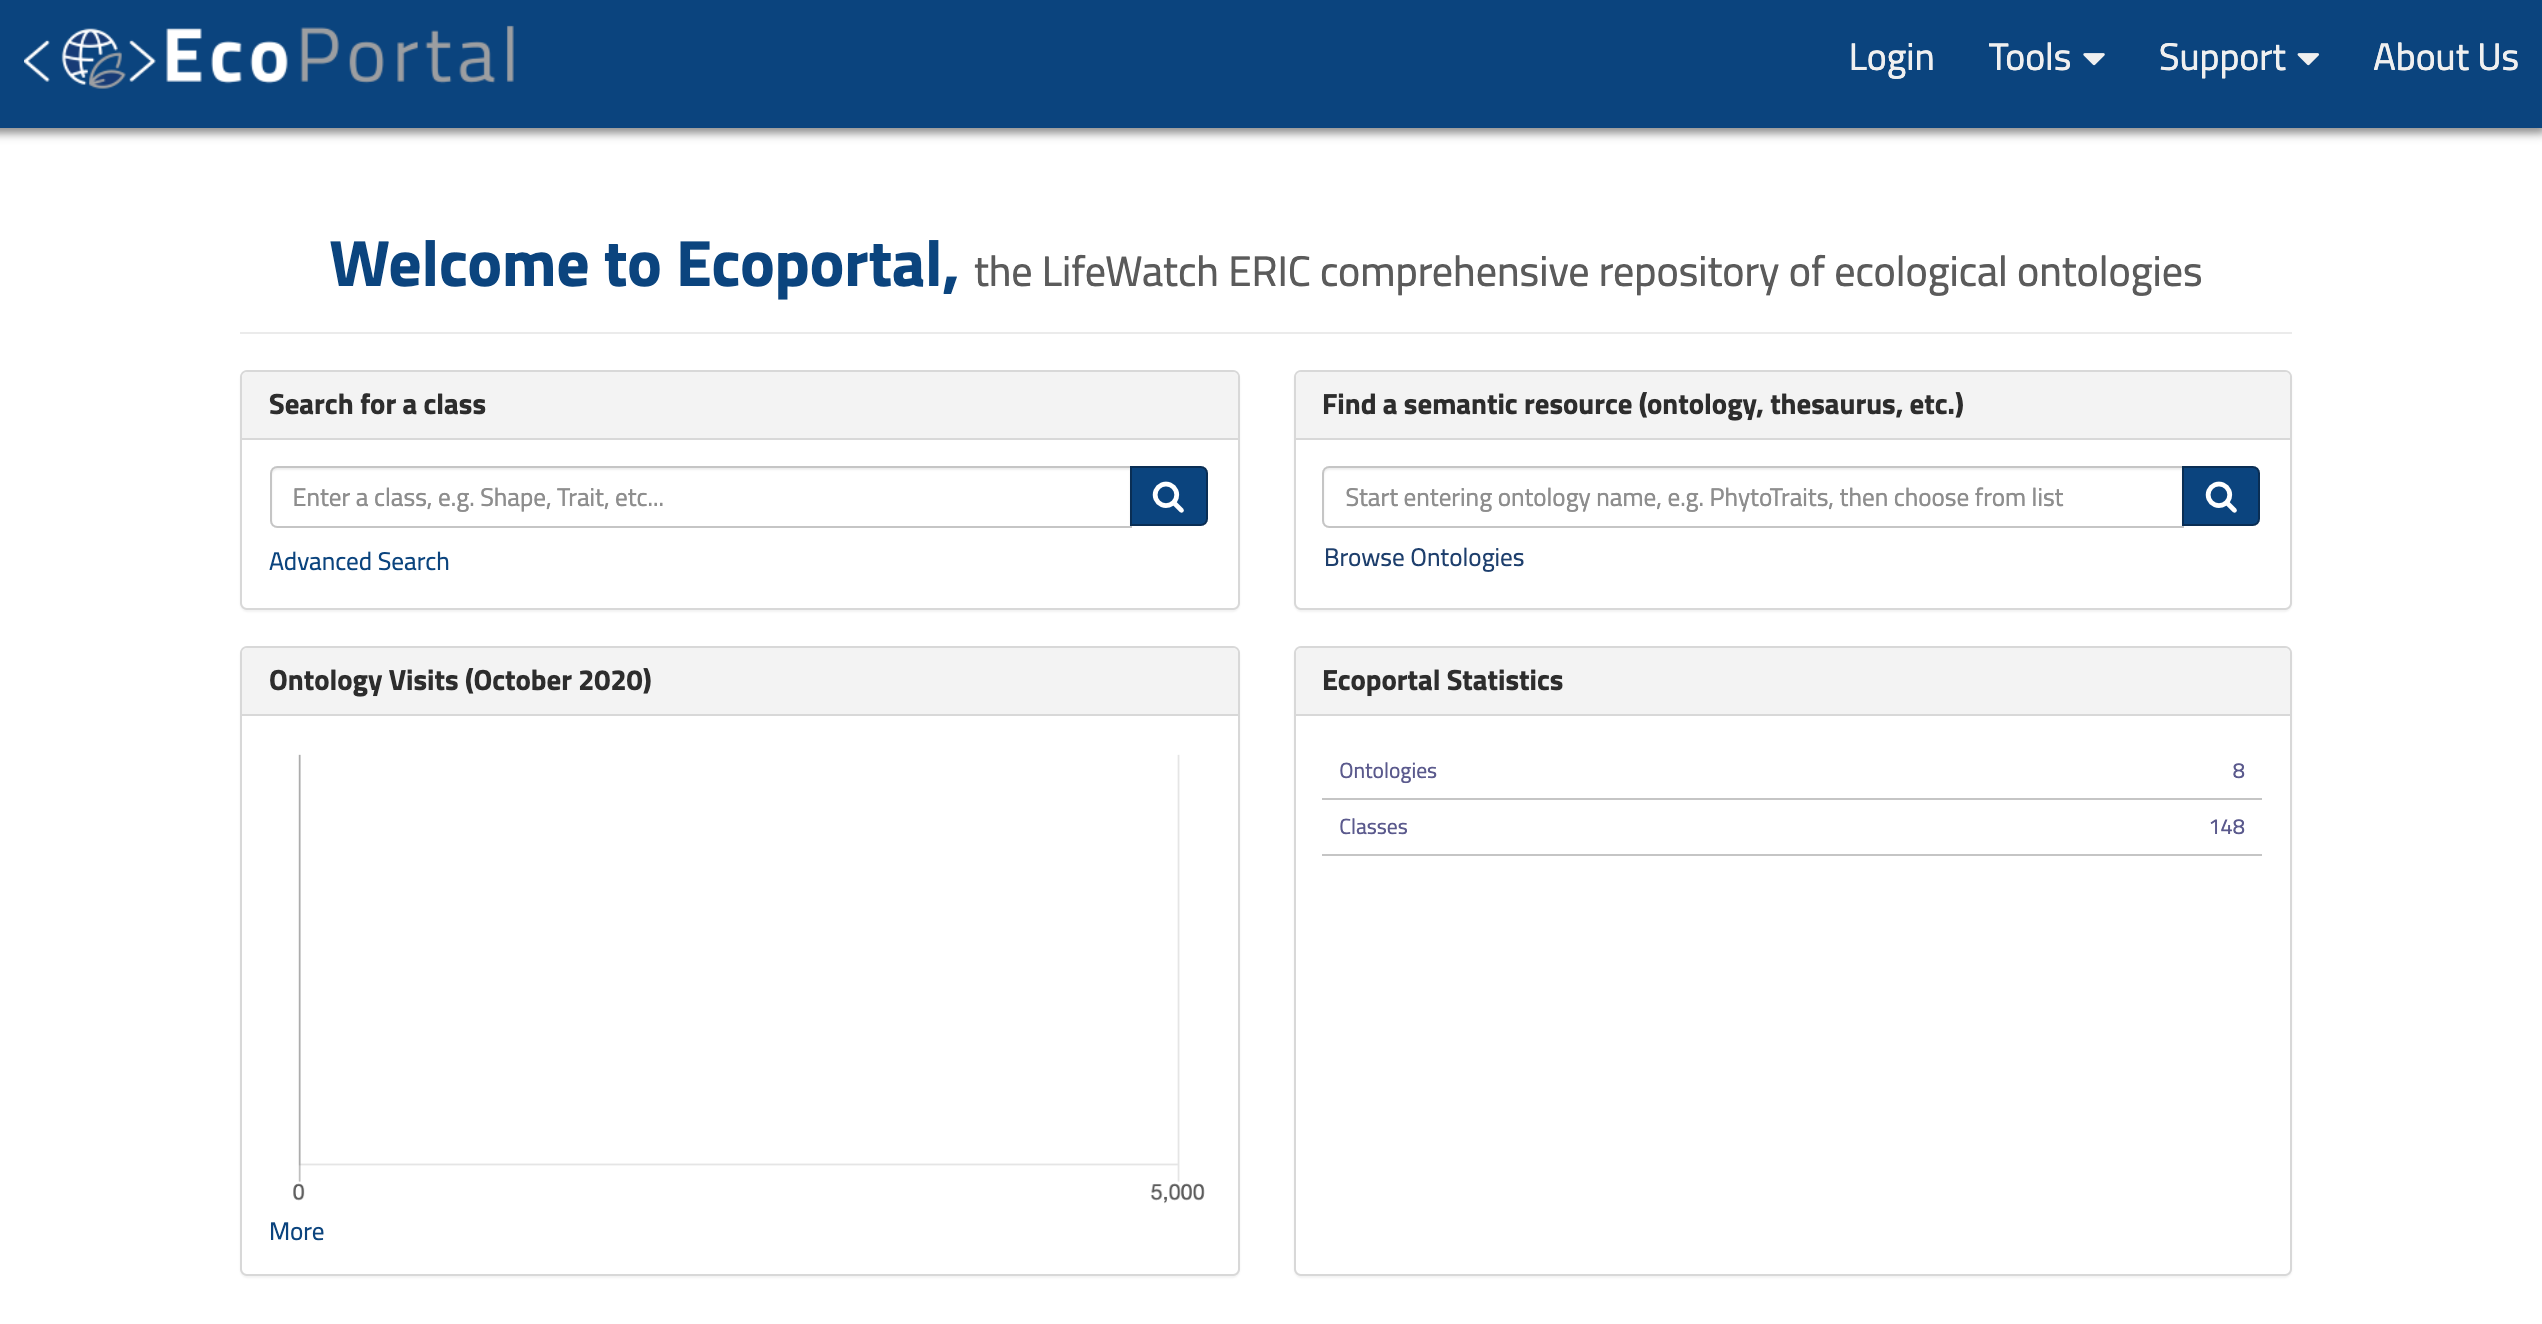 EcoPortal
Login Tools Support About Us
Welcome to Ecoportal, the LifeWatch ERIC comprehensive repository of ecological ontologies
Search for a class
Enter a class, e.g. Shape, Trait, etc...
Advanced Search
Find a semantic resource (ontology, thesaurus, etc.)
Start entering ontology name, e.g. PhytoTraits, then choose from list
Browse Ontologies
Ontology Visits (October 2020)
0 5,000
More
Ecoportal Statistics
Ontologies 8
Classes 148